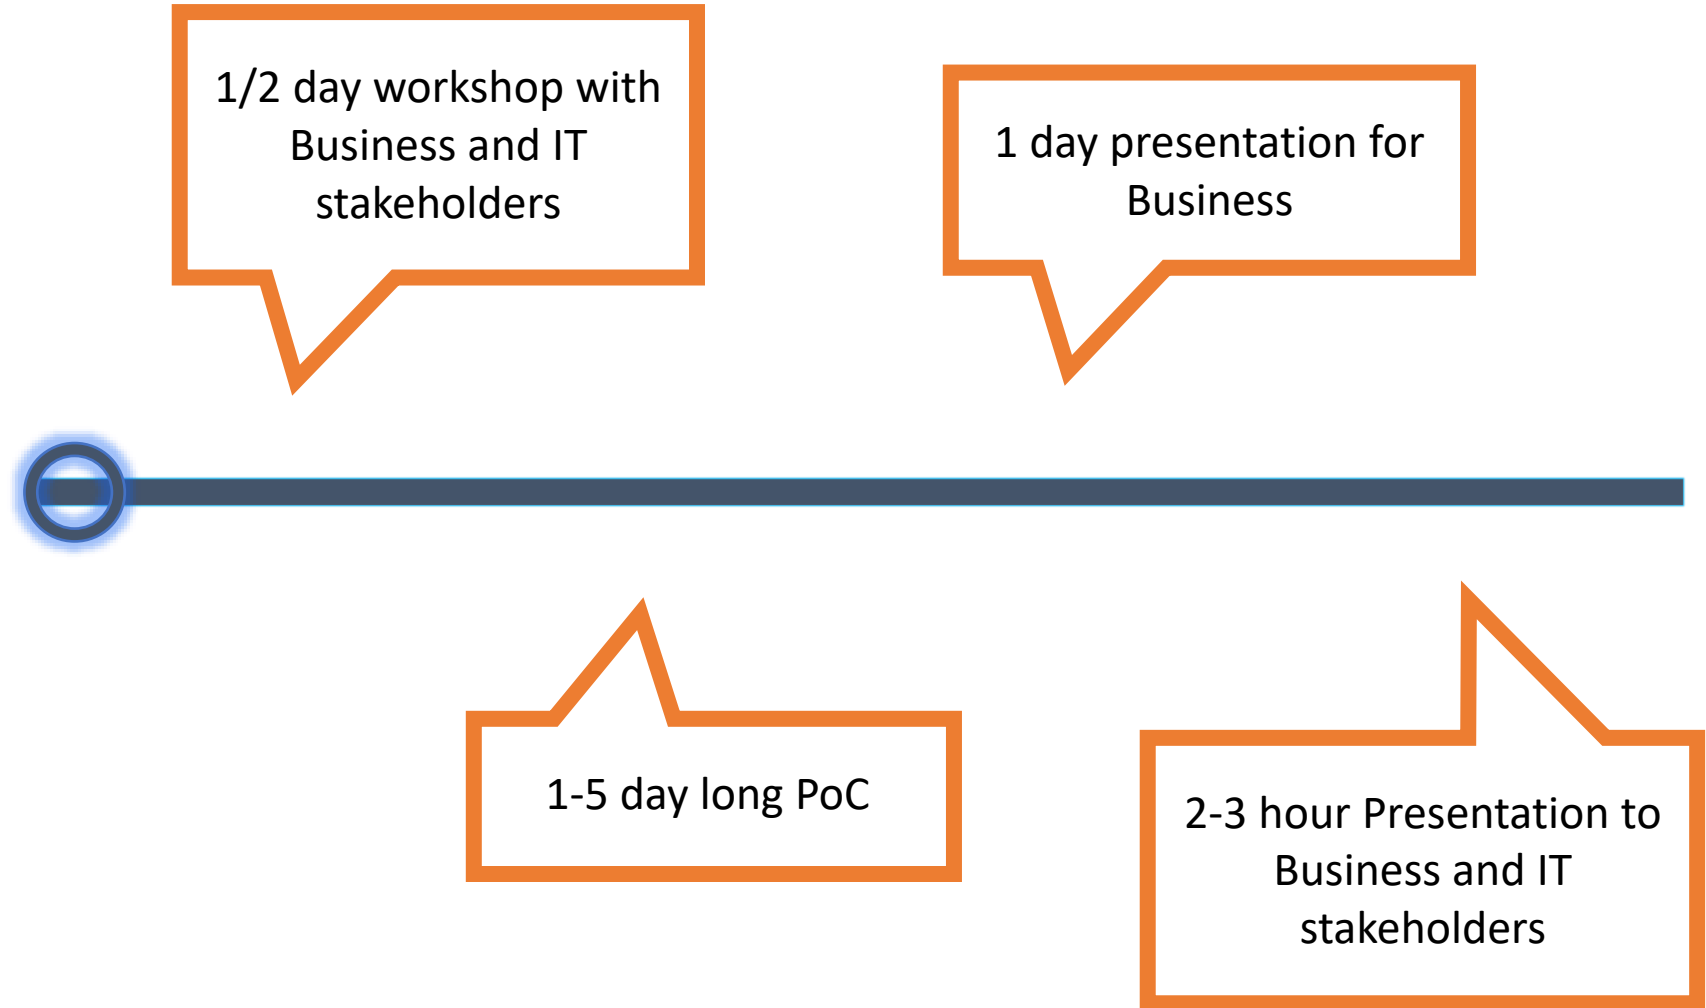 1/2 day workshop with
Business and IT
stakeholders
1 day presentation for
Business
1-5 day long PoC
2-3 hour Presentation to
Business and IT
stakeholders